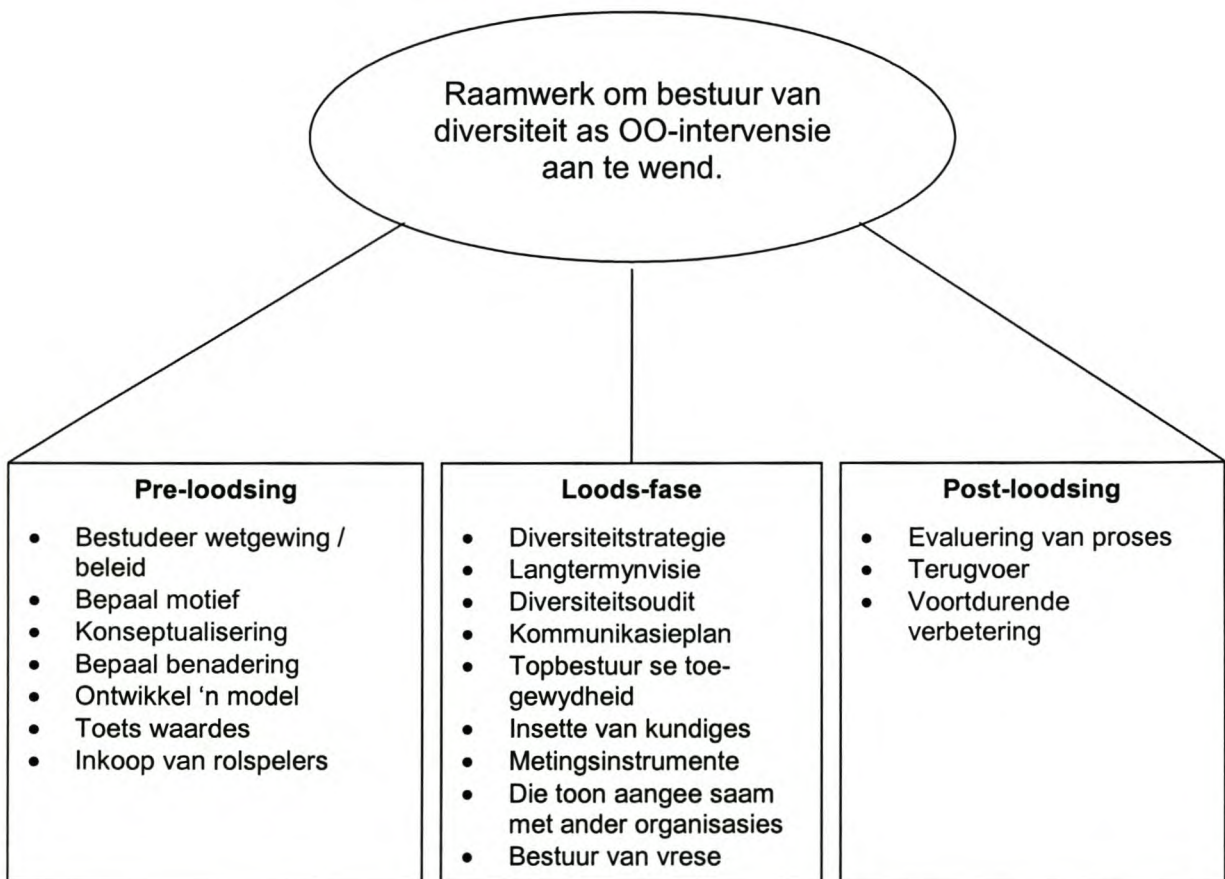 Raamwerk om bestuur van
diversiteit as OO-intervensie
aan te wend.
Pre-loodsing
• Bestudeer wetgewing /
beleid
• Bepaal motief
• Konseptualisering
• Bepaal benadering
• Ontwikkel ‘n model
• Toets waardes
• Inkoop van rolspelers
Loods-fase
• Diversiteitstrategie
• Langtermynvisie
• Diversiteitsoudit
• Kommunikasieplan
• Topbestuur se toe-
gewydheid
• Insette van kundiges
• Metingsinstrumente
• Die toon aangee saam
met ander organisasies
• Bestuur van vrese
Post-loodsing
• Evaluering van proses
• Terugvoer
• Voortdurende
verbetering